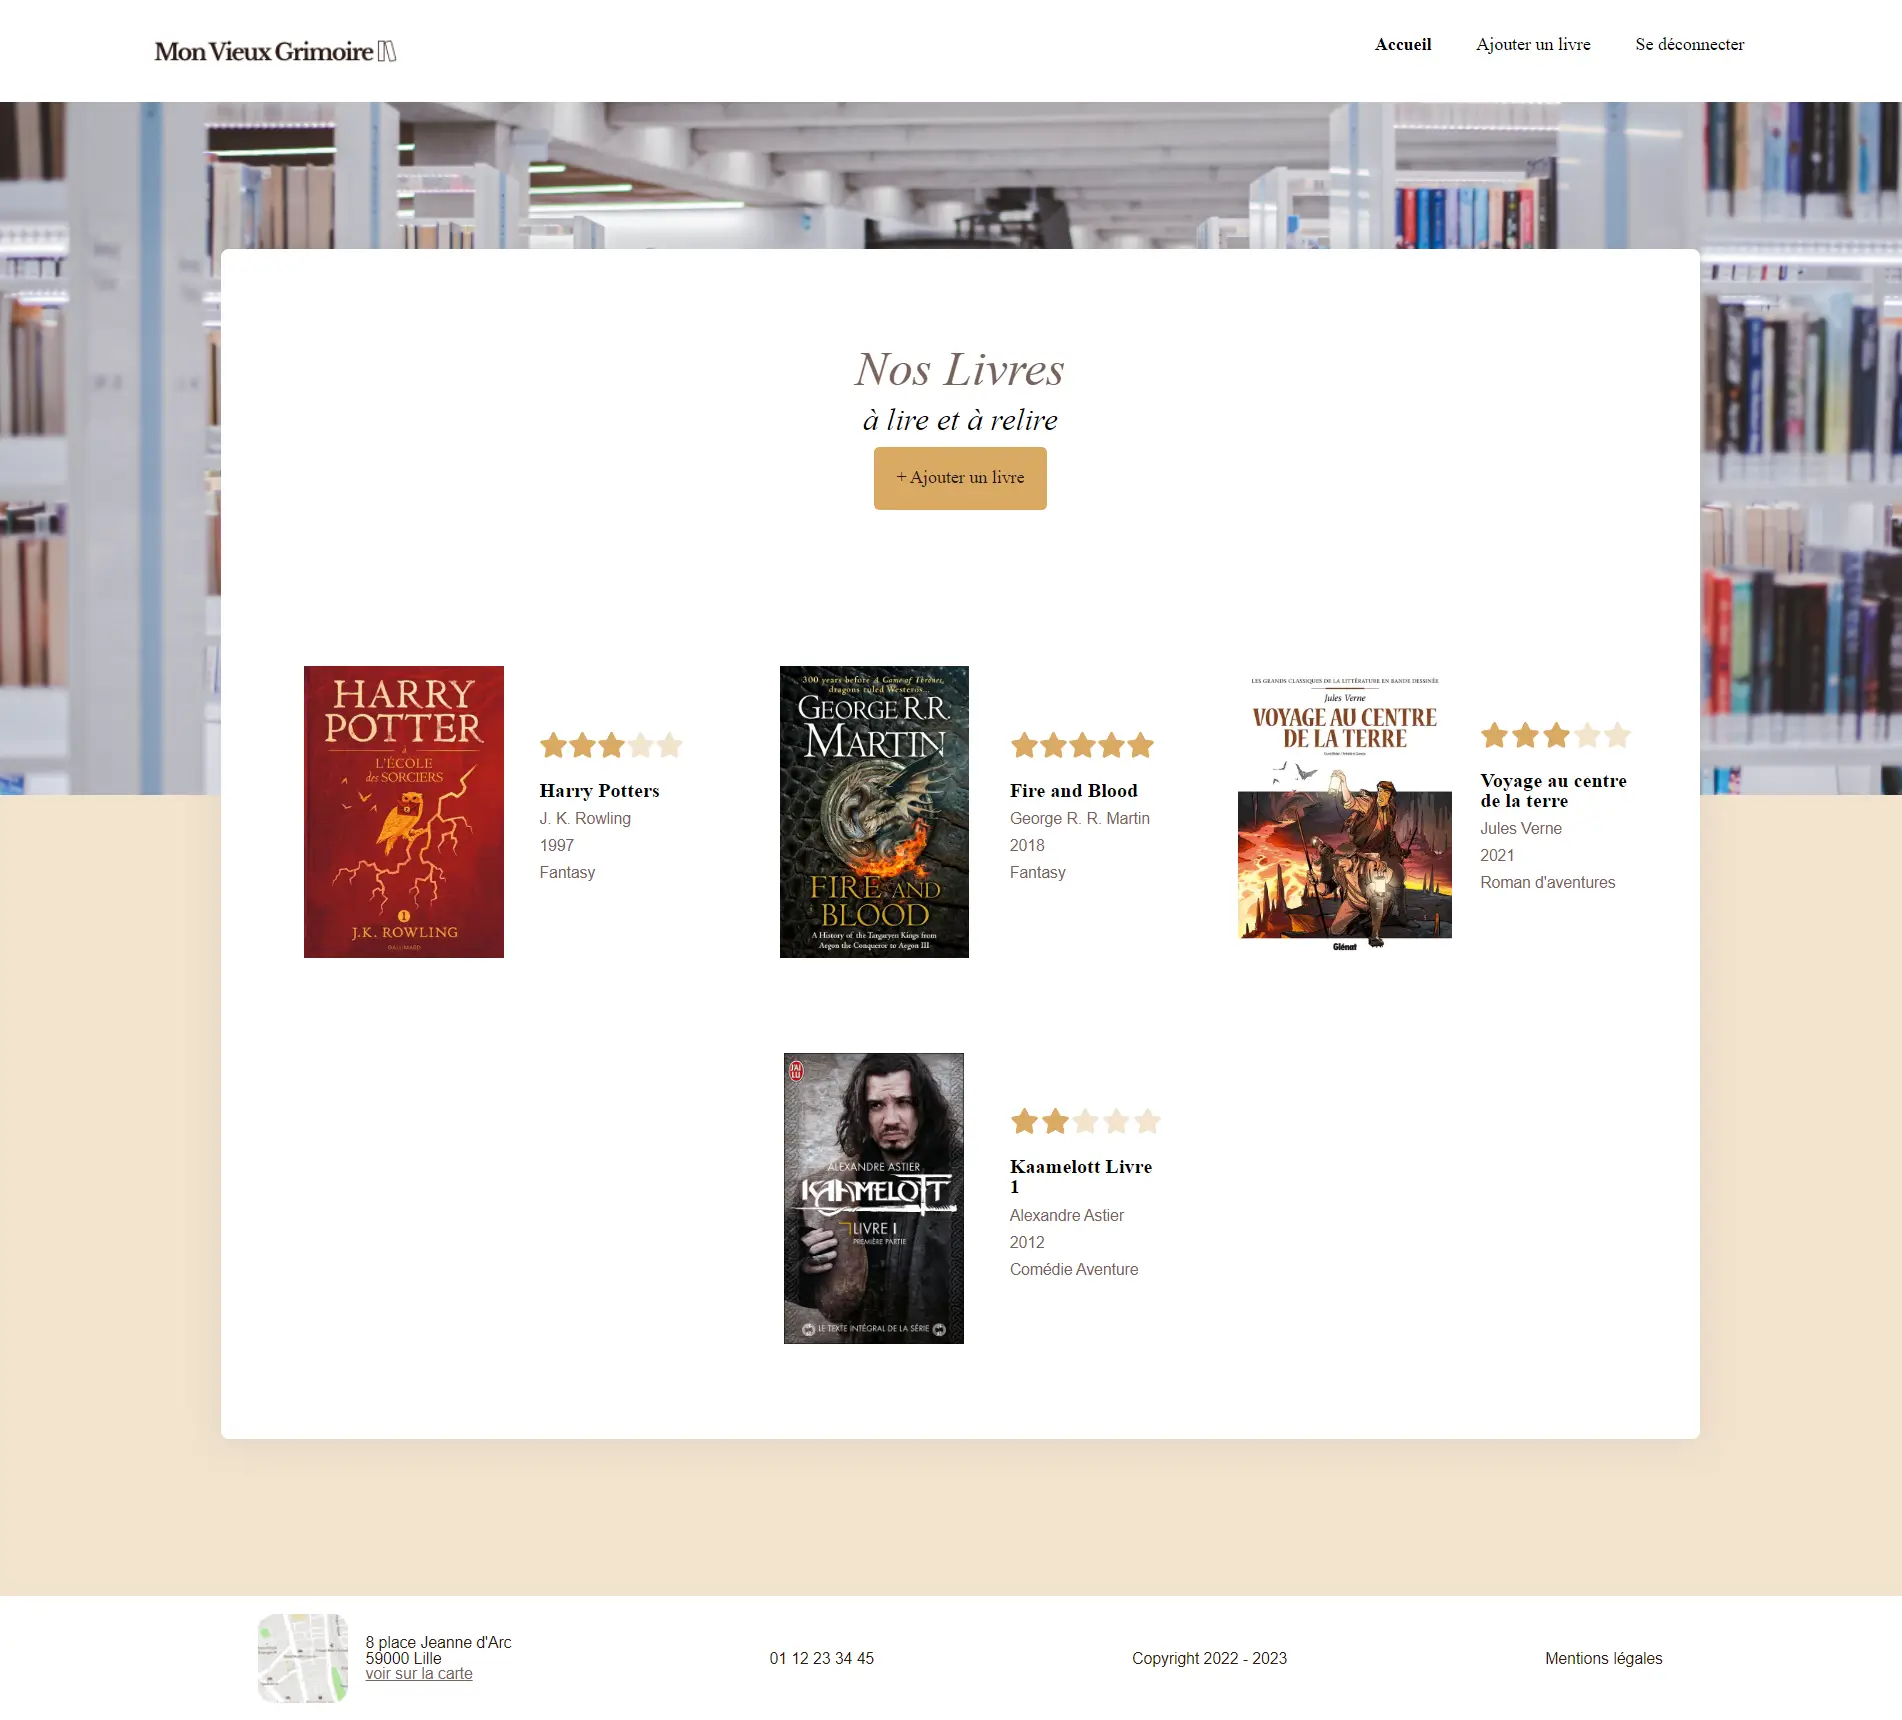 Mon Vieux Grimoire
Accueil
Ajouter un livre
Se déconnecter
Nos Livres
à lire et à relire
+ Ajouter un livre
HARRY
POTTER
à
L'ÉCOLE
des SORCIERS
1
J.K. ROWLING
GALLIMARD
Harry Potters
J. K. Rowling
1997
Fantasy
300 years before A Game of Thrones,
dragons ruled Westeros...
GEORGE R.R.
MARTIN
FIRE AND
BLOOD
A History of the Targaryen Kings from
Aegon the Conqueror to Aegon III
Fire and Blood
George R. R. Martin
2018
Fantasy
LES GRANDS CLASSIQUES DE LA LITTÉRATURE EN BANDE DESSINÉE
Jules Verne
VOYAGE AU CENTRE
DE LA TERRE
Glénat
Voyage au centre
de la terre
Jules Verne
2021
Roman d'aventures
J'AI
LU
ALEXANDRE ASTIER
KAAMELOTT
LIVRE I
PREMIÈRE PARTIE
LE TEXTE INTÉGRAL DE LA SÉRIE
Kaamelott Livre
1
Alexandre Astier
2012
Comédie Aventure
8 place Jeanne d'Arc
59000 Lille
voir sur la carte
01 12 23 34 45
Copyright 2022 - 2023
Mentions légales